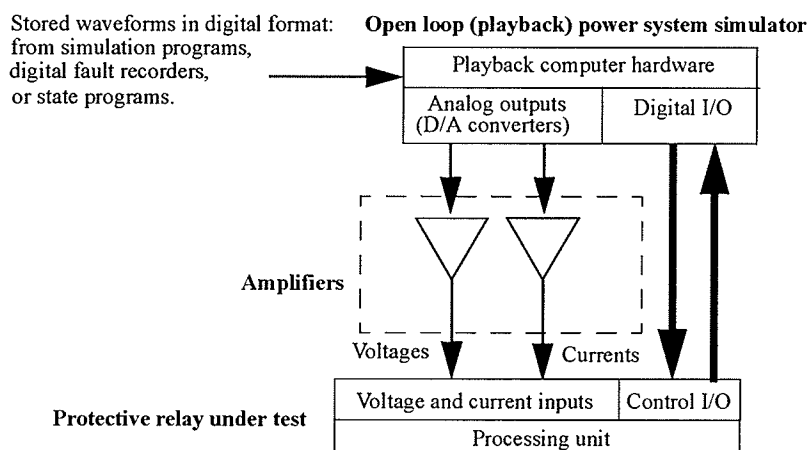 Stored waveforms in digital format:
from simulation programs,
digital fault recorders,
or state programs.
Open loop (playback) power system simulator
Playback computer hardware
Analog outputs
(D/A converters)
Digital I/O
Amplifiers
Voltages
Currents
Voltage and current inputs
Control I/O
Protective relay under test
Processing unit